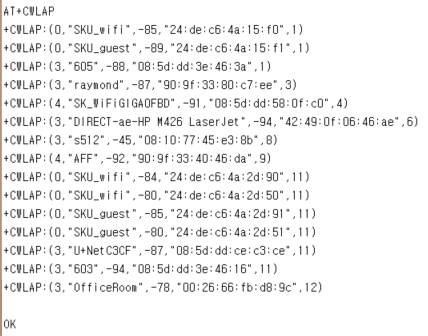 AT+CWLAP
+CWLAP:(0,"SKU_wifi",-85,"24:de:c6:4a:15:f0",1)
+CWLAP:(0,"SKU_guest",-89,"24:de:c6:4a:15:f1",1)
+CWLAP:(3,"605",-88,"08:5d:dd:3e:46:3a",1)
+CWLAP:(3,"raymond",-87,"90:9f:33:80:c7:ee",3)
+CWLAP:(4,"SK_WiFiGIGA0FBD",-91,"08:5d:dd:58:0f:c0",4)
+CWLAP:(3,"DIRECT-ae-HP M426 LaserJet",-94,"42:49:0f:06:46:ae",6)
+CWLAP:(3,"s512",-45,"08:10:77:45:e3:8b",8)
+CWLAP:(4,"AFF",-92,"90:9f:33:40:46:da",9)
+CWLAP:(0,"SKU_wifi",-84,"24:de:c6:4a:2d:90",11)
+CWLAP:(0,"SKU_wifi",-80,"24:de:c6:4a:2d:50",11)
+CWLAP:(0,"SKU_guest",-85,"24:de:c6:4a:2d:91",11)
+CWLAP:(0,"SKU_guest",-80,"24:de:c6:4a:2d:51",11)
+CWLAP:(3,"U+NetC3CF",-87,"08:5d:dd:ce:c3:ce",11)
+CWLAP:(3,"603",-94,"08:5d:dd:3e:46:16",11)
+CWLAP:(3,"OfficeRoom",-78,"00:26:66:fb:d8:9c",12)
OK